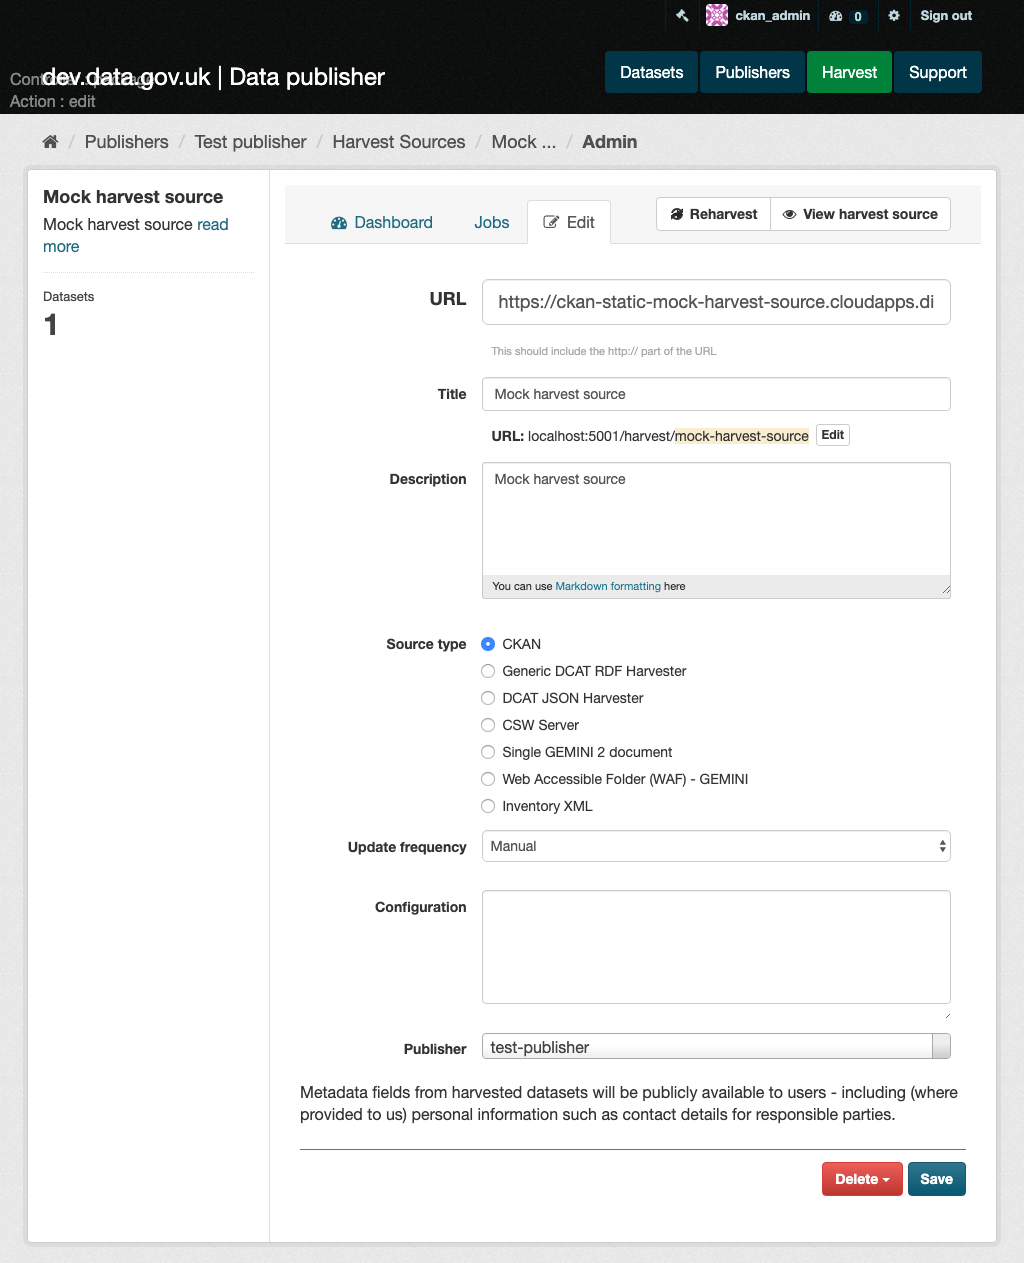 ckan_admin 0 Sign out
dev.data.gov.uk | Data publisher
Action : edit
Datasets Publishers Harvest Support
Publishers / Test publisher / Harvest Sources / Mock ... / Admin
Mock harvest source
Mock harvest source read
more
Datasets
1
Dashboard Jobs Edit Reharvest View harvest source
URL https://ckan-static-mock-harvest-source.cloudapps.di
This should include the http:// part of the URL
Title Mock harvest source
URL: localhost:5001/harvest/mock-harvest-source Edit
Description Mock harvest source
You can use Markdown formatting here
Source type CKAN
Generic DCAT RDF Harvester
DCAT JSON Harvester
CSW Server
Single GEMINI 2 document
Web Accessible Folder (WAF) - GEMINI
Inventory XML
Update frequency Manual
Configuration
Publisher test-publisher
Metadata fields from harvested datasets will be publicly available to users - including (where
provided to us) personal information such as contact details for responsible parties.
Delete Save